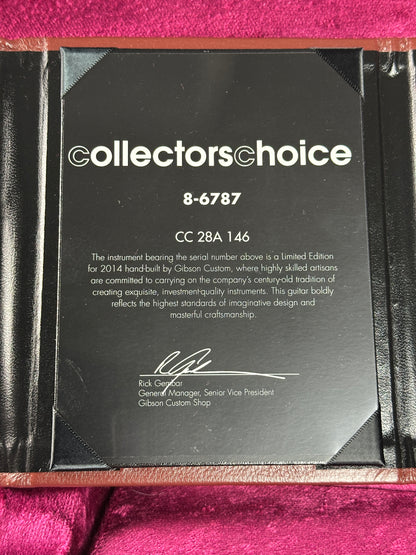 collectorschoice
8-6787
CC 28A 146
The instrument bearing the serial number above is a Limited Edition
for 2014 hand-built by Gibson Custom, where highly skilled artisans
are committed to carrying on the company's century-old tradition of
creating exquisite, investment-quality instruments. This guitar boldly
reflects the highest standards of imaginative design and
masterful craftsmanship.
Rick Gembar
General Manager, Senior Vice President
Gibson Custom Shop